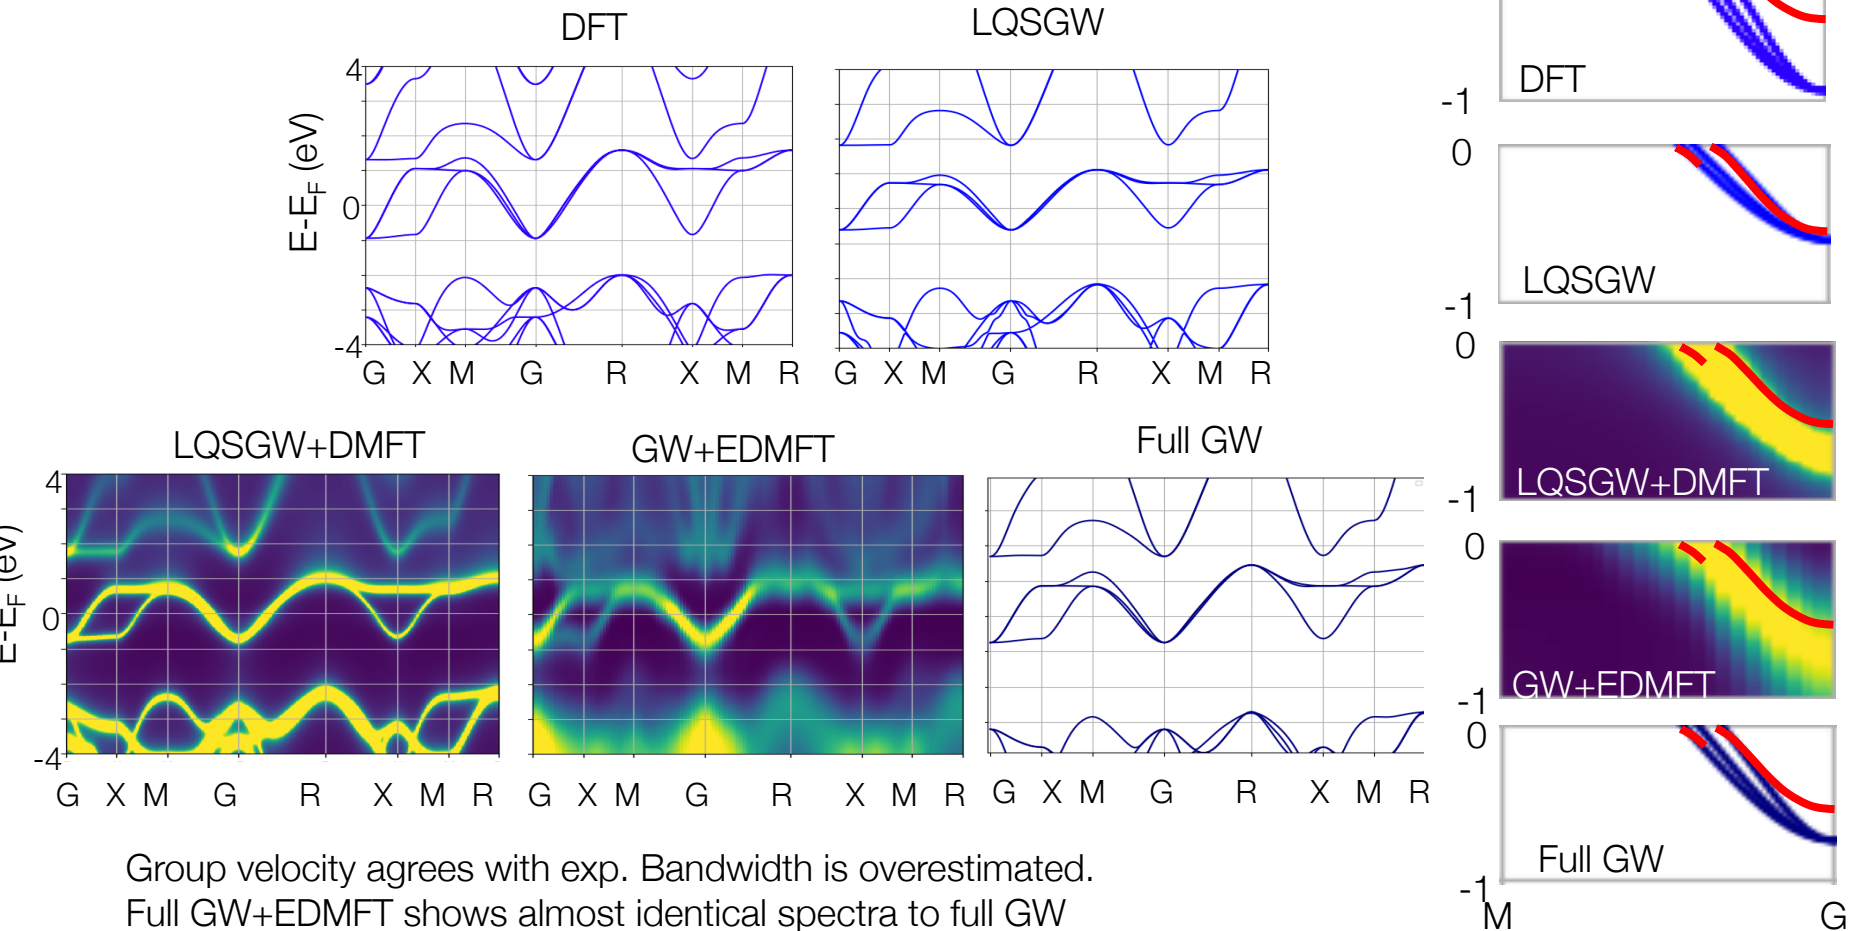 DFT
LQSGW
4
0
-4
E-EF (eV)
G X M G R X M R
G X M G R X M R
LQSGW+DMFT
GW+EDMFT
Full GW
4
0
-4
E-EF (eV)
G X M G R X M R
G X M G R X M R
G X M G R X M R
Group velocity agrees with exp. Bandwidth is overestimated.
Full GW+EDMFT shows almost identical spectra to full GW
DFT
-1
0
LQSGW
-1
0
LQSGW+DMFT
-1
0
GW+EDMFT
-1
0
Full GW
-1
M G